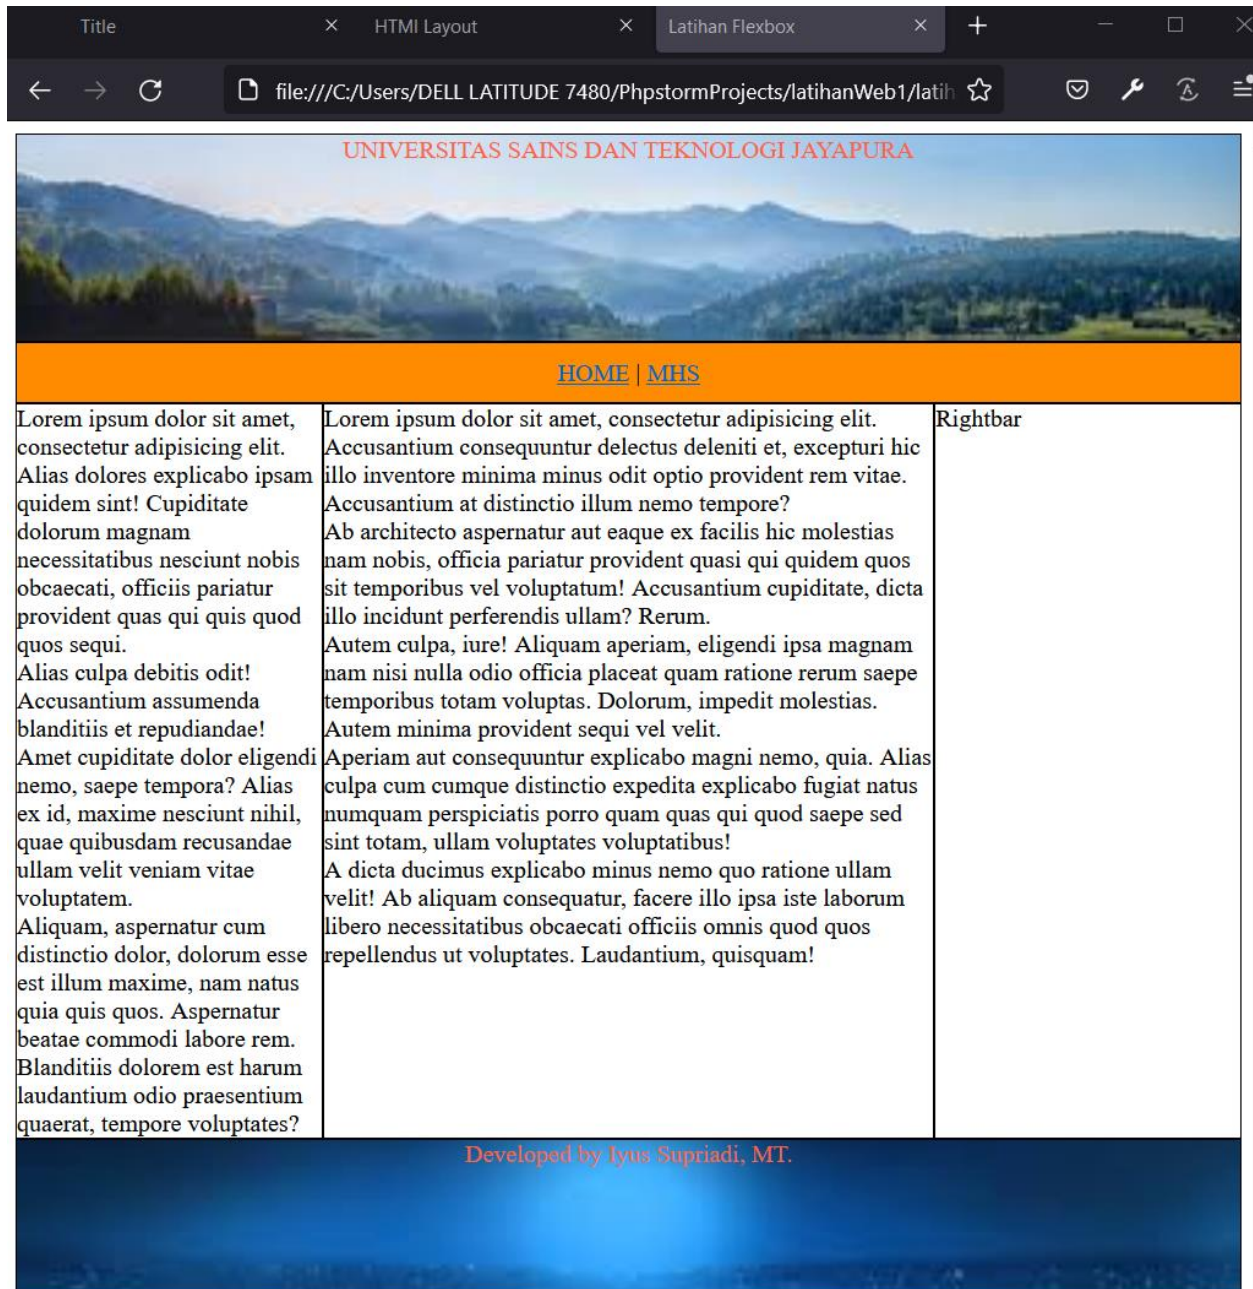 Title
HTMl Layout
Latihan Flexbox
file:///C:/Users/DELL LATITUDE 7480/PhpstormProjects/latihanWeb1/latih
UNIVERSITAS SAINS DAN TEKNOLOGI JAYAPURA
HOME | MHS
Lorem ipsum dolor sit amet,
consectetur adipisicing elit.
Alias dolores explicabo ipsam
quidem sint! Cupiditate
dolorum magnam
necessitatibus nesciunt nobis
obcaecati, officiis pariatur
provident quas qui quis quod
quos sequi.
Alias culpa debitis odit!
Accusantium assumenda
blanditiis et repudiandae!
Amet cupiditate dolor eligendi
nemo, saepe tempora? Alias
ex id, maxime nesciunt nihil,
quae quibusdam recusandae
ullam velit veniam vitae
voluptatem.
Aliquam, aspernatur cum
distinctio dolor, dolorum esse
est illum maxime, nam natus
quia quis quos. Aspernatur
beatae commodi labore rem.
Blanditiis dolorem est harum
laudantium odio praesentium
quaerat, tempore voluptates?
Lorem ipsum dolor sit amet, consectetur adipisicing elit.
Accusantium consequuntur delectus deleniti et, excepturi hic
illo inventore minima minus odit optio provident rem vitae.
Accusantium at distinctio illum nemo tempore?
Ab architecto aspernatur aut eaque ex facilis hic molestias
nam nobis, officia pariatur provident quasi qui quidem quos
sit temporibus vel voluptatum! Accusantium cupiditate, dicta
illo incidunt perferendis ullam? Rerum.
Autem culpa, iure! Aliquam aperiam, eligendi ipsa magnam
nam nisi nulla odio officia placeat quam ratione rerum saepe
temporibus totam voluptas. Dolorum, impedit molestias.
Autem minima provident sequi vel velit.
Aperiam aut consequuntur explicabo magni nemo, quia. Alias
culpa cum cumque distinctio expedita explicabo fugiat natus
numquam perspiciatis porro quam quas qui quod saepe sed
sint totam, ullam voluptates voluptatibus!
A dicta ducimus explicabo minus nemo quo ratione ullam
velit! Ab aliquam consequatur, facere illo ipsa iste laborum
libero necessitatibus obcaecati officiis omnis quod quos
repellendus ut voluptates. Laudantium, quisquam!
Rightbar
Developed by Iyus Supriadi, MT.